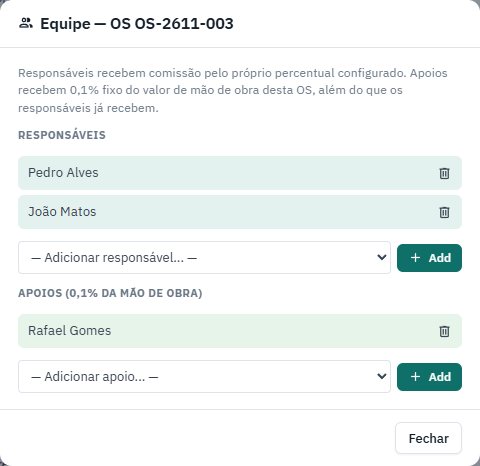 Equipe — OS OS-2611-003
Responsáveis recebem comissão pelo próprio percentual configurado. Apoios
recebem 0,1% fixo do valor de mão de obra desta OS, além do que os
responsáveis já recebem.
RESPONSÁVEIS
Pedro Alves
João Matos
— Adicionar responsável... —
+ Add
APOIOS (0,1% DA MÃO DE OBRA)
Rafael Gomes
— Adicionar apoio... —
+ Add
Fechar